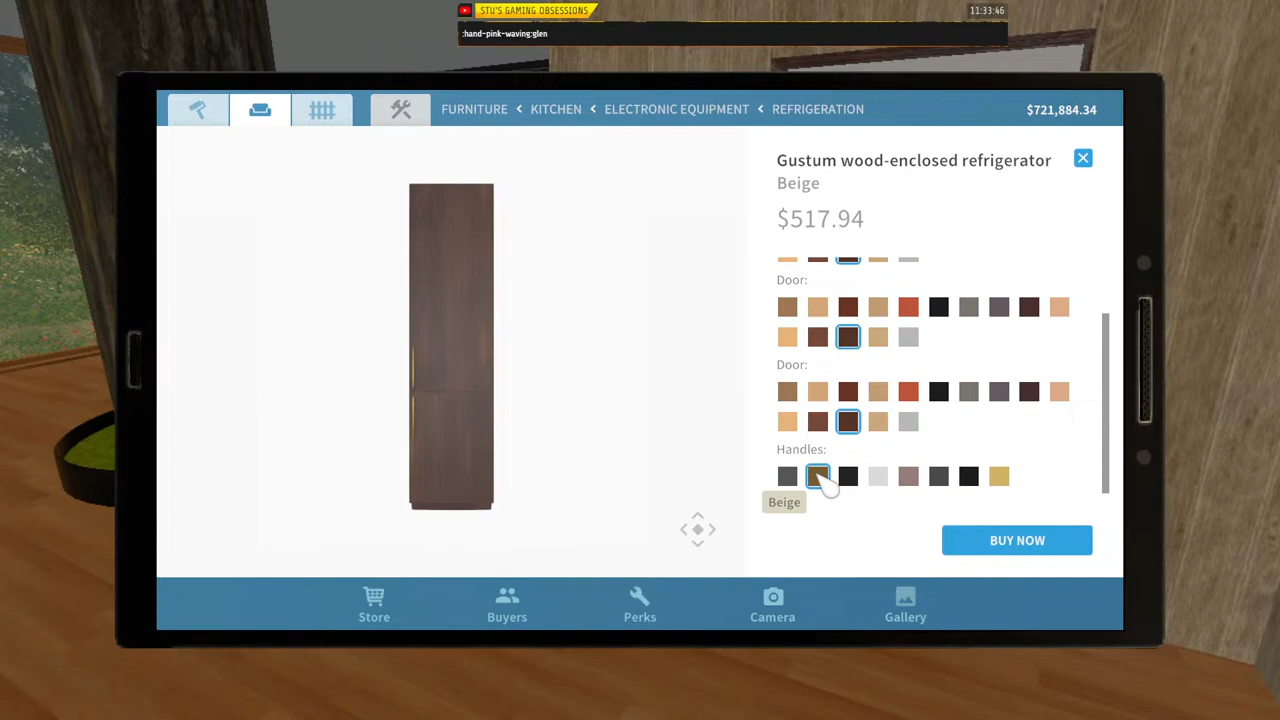 STU'S GAMING OBSESSIONS
11:33:46
:hand-pink-waving:glen
FURNITURE < KITCHEN < ELECTRONIC EQUIPMENT < REFRIGERATION
$721,884.34
Gustum wood-enclosed refrigerator
Beige
$517.94
Door:
Door:
Handles:
Beige
BUY NOW
Store
Buyers
Perks
Camera
Gallery